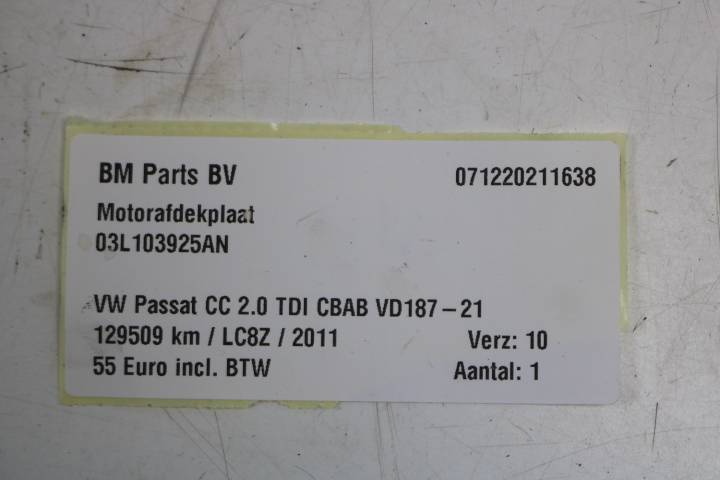 BM Parts BV 071220211638
Motorafdekplaat
03L103925AN
VW Passat CC 2.0 TDI CBAB VD187-21
129509 km / LC8Z / 2011 Verz: 10
55 Euro incl. BTW Aantal: 1